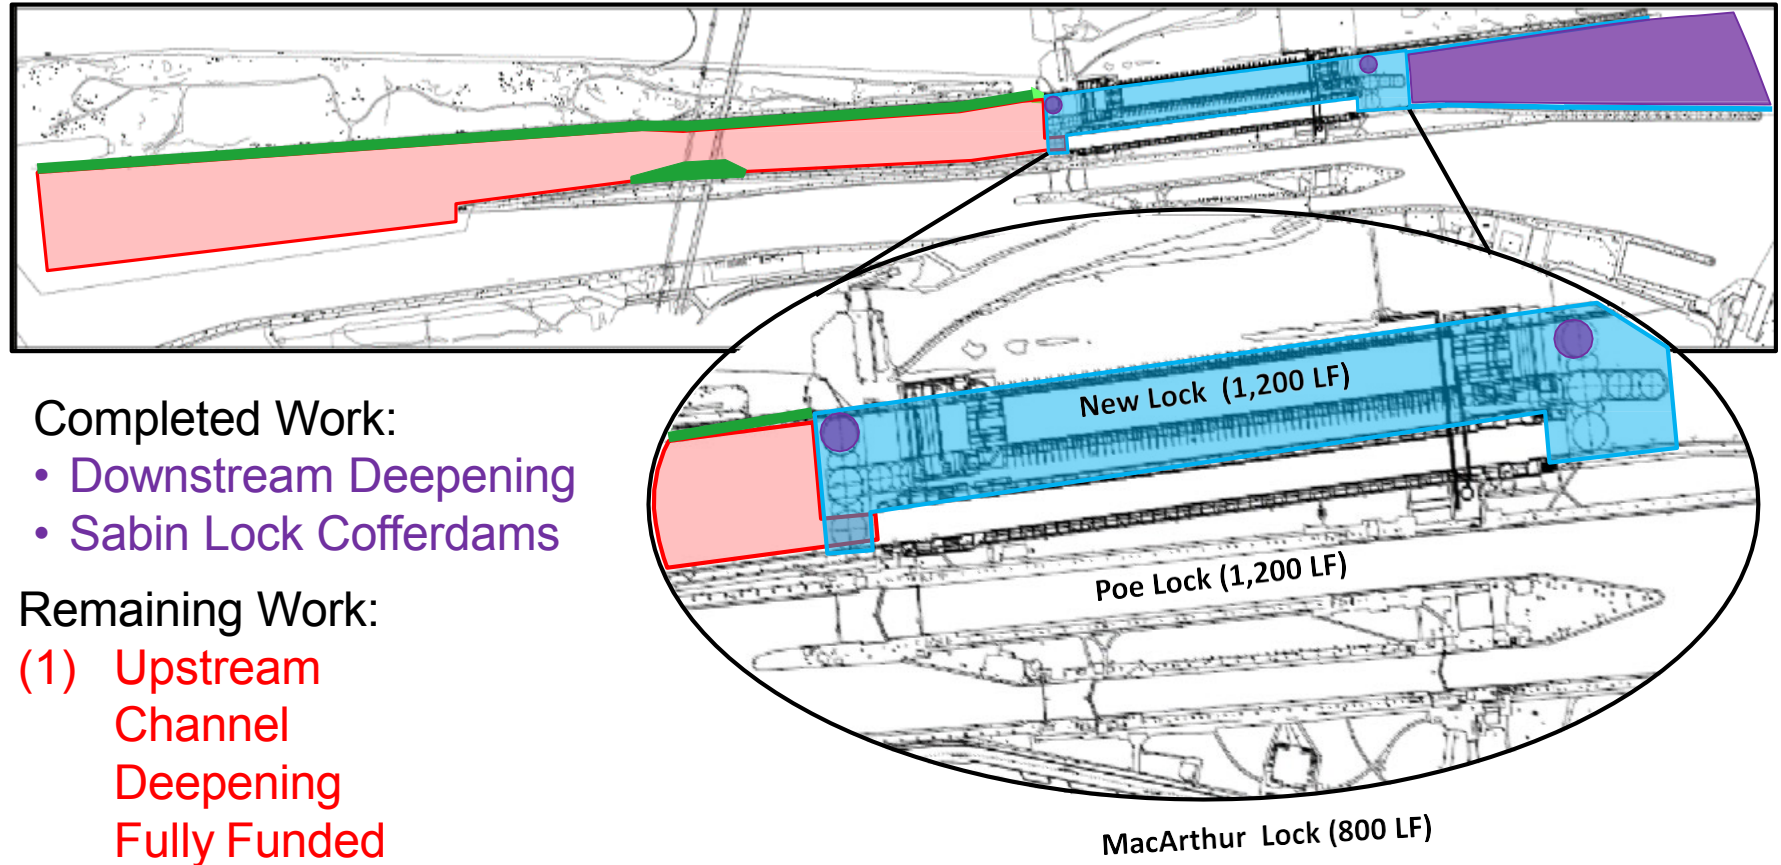 New Lock (1,200 LF)
Poe Lock (1,200 LF)
MacArthur Lock (800 LF)
Completed Work:
• Downstream Deepening
• Sabin Lock Cofferdams
Remaining Work:
(1) Upstream
Channel
Deepening
Fully Funded